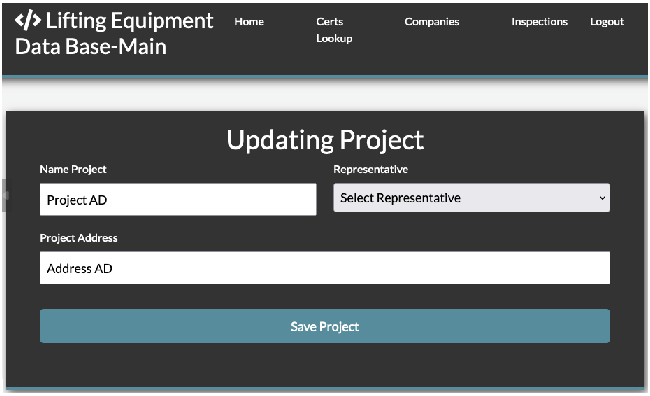 </> Lifting Equipment
Data Base-Main
Home
Certs
Lookup
Companies
Inspections
Logout
Updating Project
Name Project
Representative
Project AD
Select Representative
Project Address
Address AD
Save Project